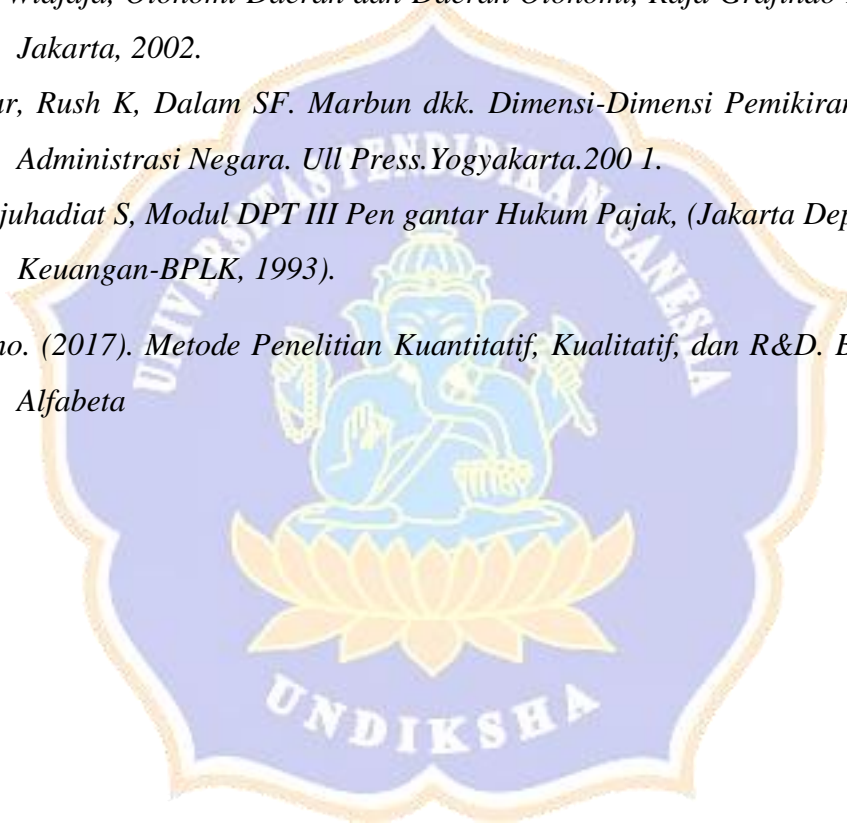 Widjaja, Otonomi Daerah dan Daerah Otonomi, Raja Grafindo
Jakarta, 2002.
ur, Rush K, Dalam SF. Marbun dkk. Dimensi-Dimensi Pemikiran
Administrasi Negara. Ull Press.Yogyakarta.200 1.
juhadiat S, Modul DPT III Pen gantar Hukum Pajak, (Jakarta Dep
Keuangan-BPLK, 1993).
no. (2017). Metode Penelitian Kuantitatif, Kualitatif, dan R&D. B
Alfabeta
UNIVERSITAS PENDIDIKAN GANESHA
UNDIKSHA